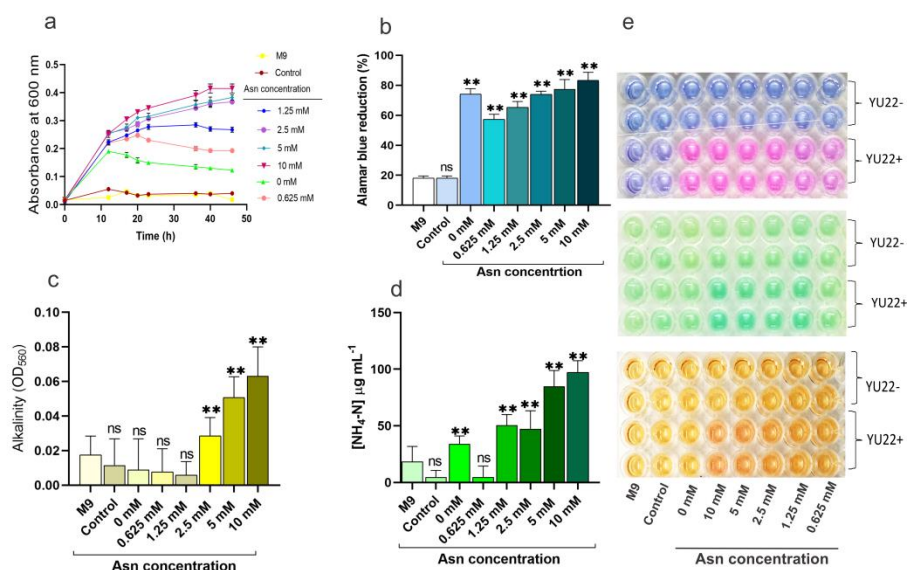 a
Absorbance at 600 nm
0.5
0.4
0.3
0.2
0.1
0.0
0 10 20 30 40 50
Time (h)
M9
Control
Asn concentration
1.25 mM
2.5 mM
5 mM
10 mM
0 mM
0.625 mM
b
Alamar blue reduction (%)
100
80
60
40
20
0
ns ** ** ** ** ** **
M9 Control 0 mM 0.625 mM 1.25 mM 2.5 mM 5 mM 10 mM
Asn concentrtion
c
Alkalinity (OD560)
0.10
0.08
0.06
0.04
0.02
0.00
ns ns ns ns ** ** **
M9 Control 0 mM 0.625 mM 1.25 mM 2.5 mM 5 mM 10 mM
Asn concentration
d
[NH4-N] µg mL-1
150
100
50
0
ns ** ns ** ** ** **
M9 Control 0 mM 0.625 mM 1.25 mM 2.5 mM 5 mM 10 mM
Asn concentration
e
YU22-
YU22+
YU22-
YU22+
YU22-
YU22+
M9 Control 0 mM 10 mM 5 mM 2.5 mM 1.25 mM 0.625 mM
Asn concentration